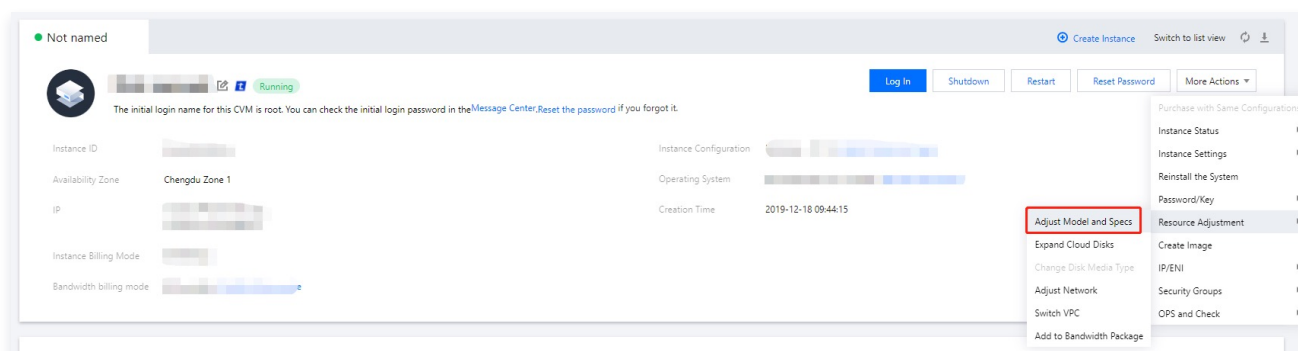 Not named
Create Instance Switch to list view
Running
Log In Shutdown Restart Reset Password More Actions
The initial login name for this CVM is root. You can check the initial login password in the Message Center,Reset the password if you forgot it.
Purchase with Same Configurations
Instance ID
Instance Configuration
Instance Status
Instance Settings
Availability Zone Chengdu Zone 1
Operating System
Reinstall the System
Password/Key
IP
Creation Time 2019-12-18 09:44:15
Adjust Model and Specs Resource Adjustment
Expand Cloud Disks Create Image
Instance Billing Mode
Change Disk Media Type IP/ENI
Bandwidth billing mode
Adjust Network Security Groups
Switch VPC OPS and Check
Add to Bandwidth Package